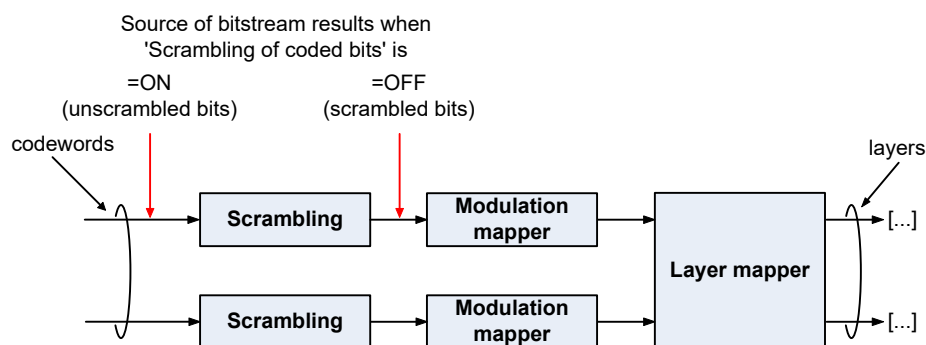 Source of bitstream results when
'Scrambling of coded bits' is
=ON
(unscrambled bits)
=OFF
(scrambled bits)
codewords
layers
Scrambling
Modulation
mapper
Layer mapper
[...]
Scrambling
Modulation
mapper
[...]